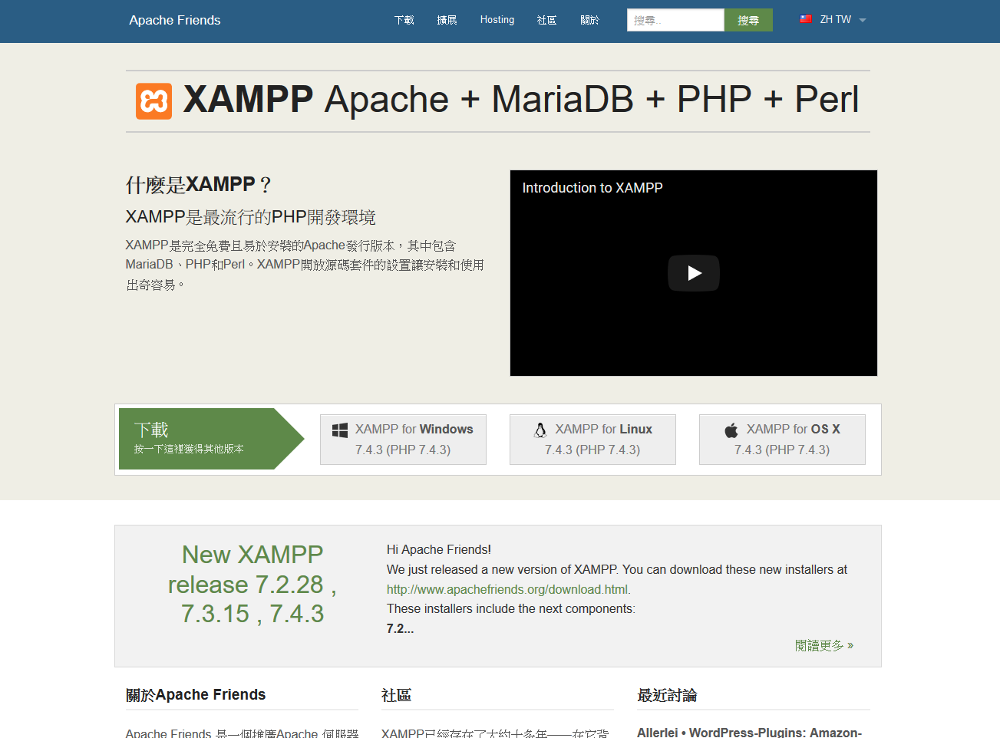 Apache Friends
下載 擴展 Hosting 社區 關於 搜尋.. 搜尋 ZH TW
XAMPP Apache + MariaDB + PHP + Perl
什麼是XAMPP？
XAMPP是最流行的PHP開發環境
XAMPP是完全免費且易於安裝的Apache發行版本，其中包含
MariaDB、PHP和Perl。XAMPP開放源碼套件的設置讓安裝和使用
出奇容易。
Introduction to XAMPP
下載
按一下這裡獲得其他版本
XAMPP for Windows
7.4.3 (PHP 7.4.3)
XAMPP for Linux
7.4.3 (PHP 7.4.3)
XAMPP for OS X
7.4.3 (PHP 7.4.3)
New XAMPP
release 7.2.28 ,
7.3.15 , 7.4.3
Hi Apache Friends!
We just released a new version of XAMPP. You can download these new installers at
http://www.apachefriends.org/download.html.
These installers include the next components:
7.2...
閱讀更多 »
關於Apache Friends
Apache Friends 是一個推廣Apache 伺服器
社區
XAMPP已經存在了大約十多年——在它背
最近討論
Allerlei • WordPress-Plugins: Amazon-